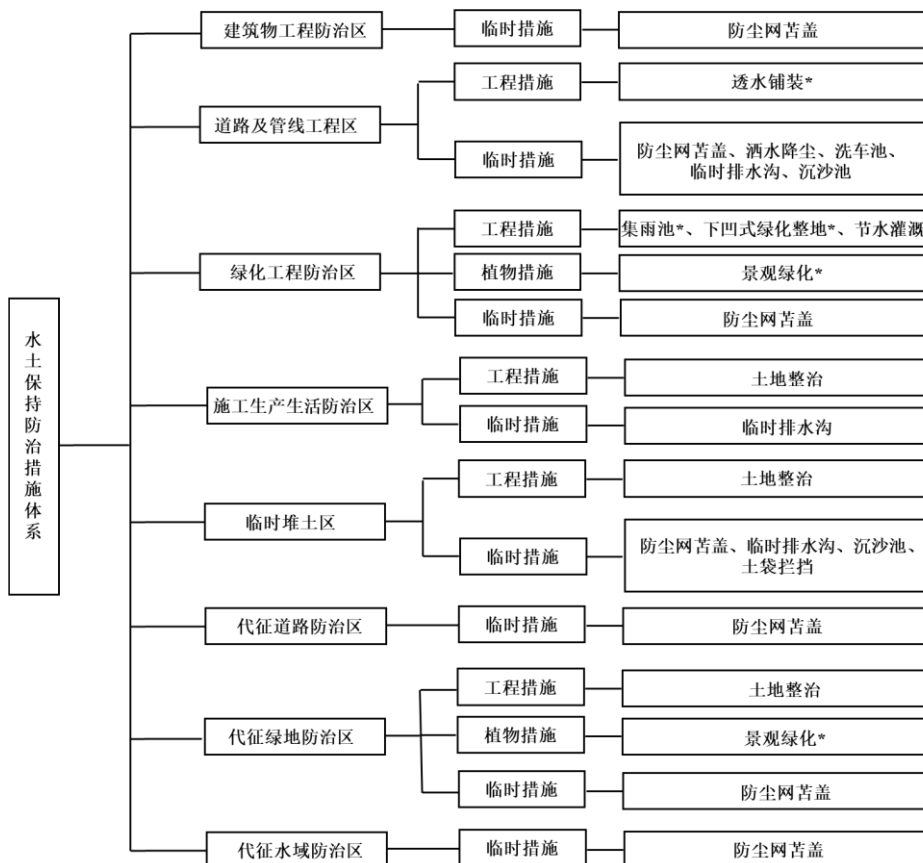 水土保持防治措施体系
建筑物工程防治区
临时措施
防尘网苫盖
道路及管线工程区
工程措施
透水铺装*
临时措施
防尘网苫盖、洒水降尘、洗车池、
临时排水沟、沉沙池
绿化工程防治区
工程措施
集雨池*、下凹式绿化整地*、节水灌溉
植物措施
景观绿化*
临时措施
防尘网苫盖
施工生产生活防治区
工程措施
土地整治
临时措施
临时排水沟
临时堆土区
工程措施
土地整治
临时措施
防尘网苫盖、临时排水沟、沉沙池、
土袋拦挡
代征道路防治区
临时措施
防尘网苫盖
代征绿地防治区
工程措施
土地整治
植物措施
景观绿化*
临时措施
防尘网苫盖
代征水域防治区
临时措施
防尘网苫盖